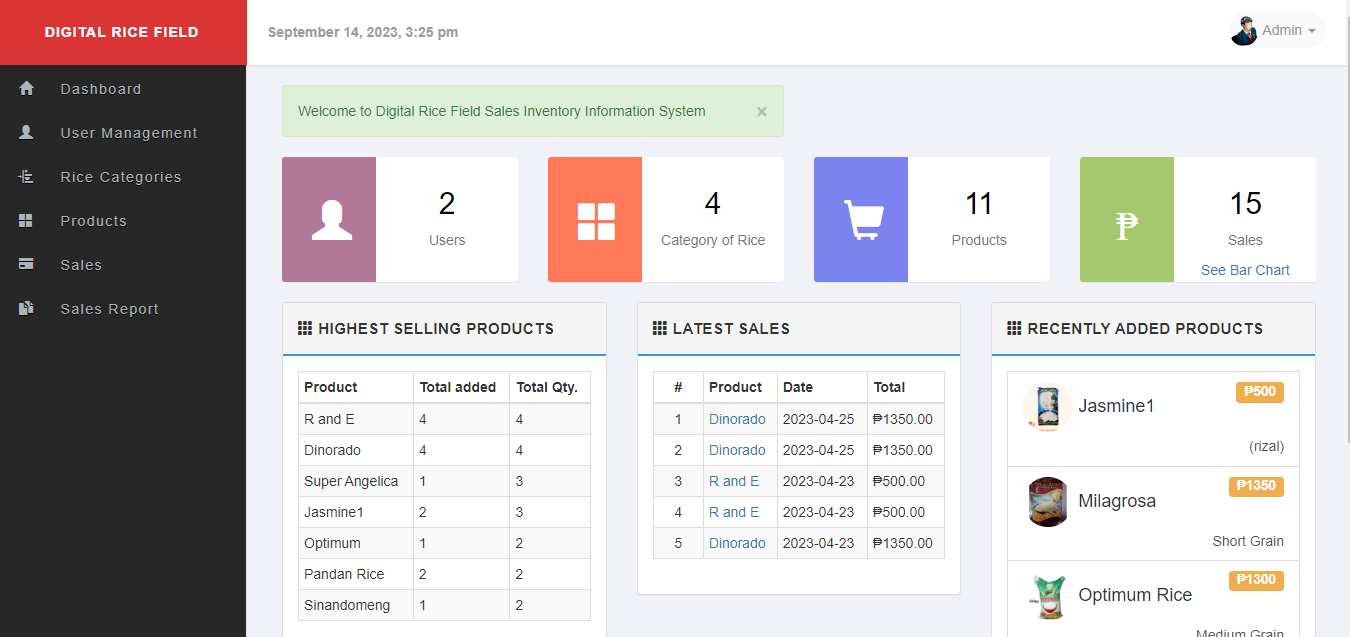 DIGITAL RICE FIELD
September 14, 2023, 3:25 pm
Admin
Dashboard
User Management
Rice Categories
Products
Sales
Sales Report
Welcome to Digital Rice Field Sales Inventory Information System ×
2
Users
4
Category of Rice
11
Products
₱
15
Sales
See Bar Chart
HIGHEST SELLING PRODUCTS
Product Total added Total Qty.
R and E 4 4
Dinorado 4 4
Super Angelica 1 3
Jasmine1 2 3
Optimum 1 2
Pandan Rice 2 2
Sinandomeng 1 2
LATEST SALES
# Product Date Total
1 Dinorado 2023-04-25 ₱1350.00
2 Dinorado 2023-04-25 ₱1350.00
3 R and E 2023-04-23 ₱500.00
4 R and E 2023-04-23 ₱500.00
5 Dinorado 2023-04-23 ₱1350.00
RECENTLY ADDED PRODUCTS
₱500
Jasmine1
(rizal)
₱1350
Milagrosa
Short Grain
₱1300
Optimum Rice
Medium Grain